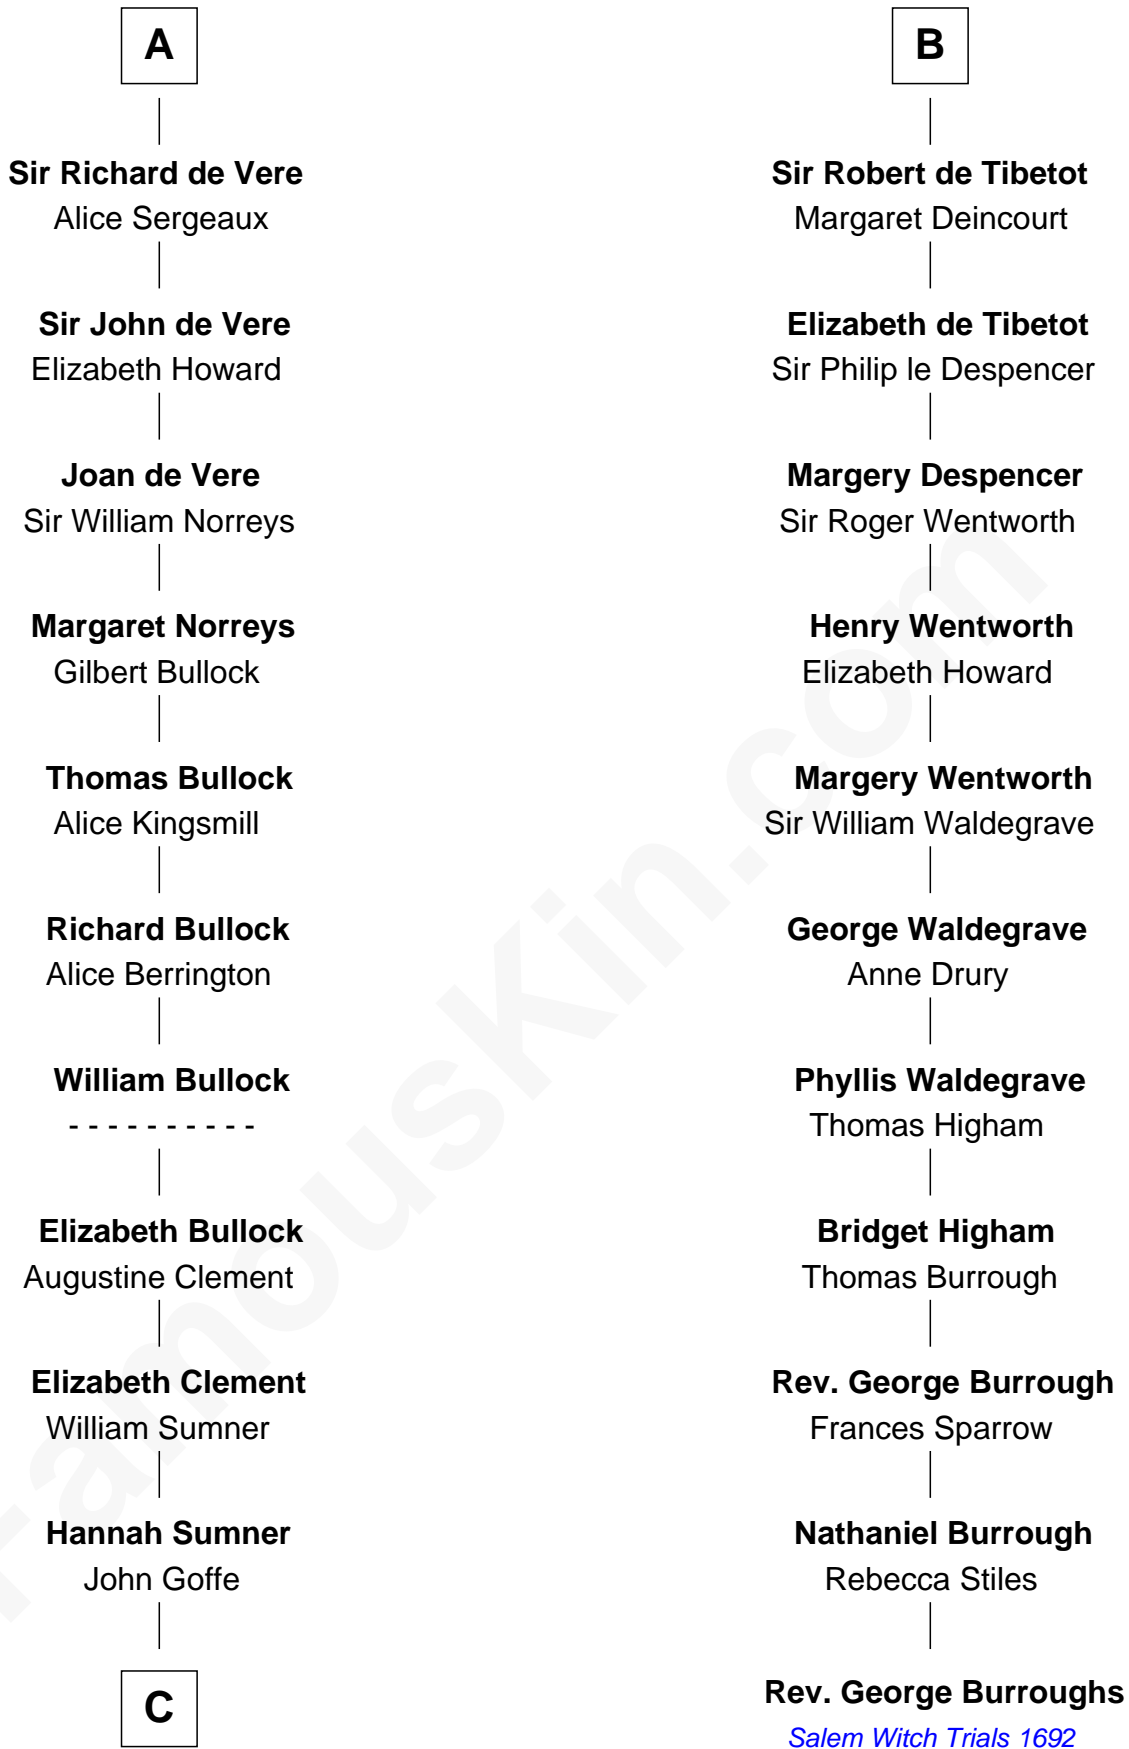 A
Sir Richard de Vere
Alice Sergeaux
Sir John de Vere
Elizabeth Howard
Joan de Vere
Sir William Norreys
Margaret Norreys
Gilbert Bullock
Thomas Bullock
Alice Kingsmill
Richard Bullock
Alice Berrington
William Bullock
- - - - - - - - - -
Elizabeth Bullock
Augustine Clement
Elizabeth Clement
William Sumner
Hannah Sumner
John Goffe
C
B
Sir Robert de Tibetot
Margaret Deincourt
Elizabeth de Tibetot
Sir Philip le Despencer
Margery Despencer
Sir Roger Wentworth
Henry Wentworth
Elizabeth Howard
Margery Wentworth
Sir William Waldegrave
George Waldegrave
Anne Drury
Phyllis Waldegrave
Thomas Higham
Bridget Higham
Thomas Burrough
Rev. George Burrough
Frances Sparrow
Nathaniel Burrough
Rebecca Stiles
Rev. George Burroughs
Salem Witch Trials 1692
FamousKin.com